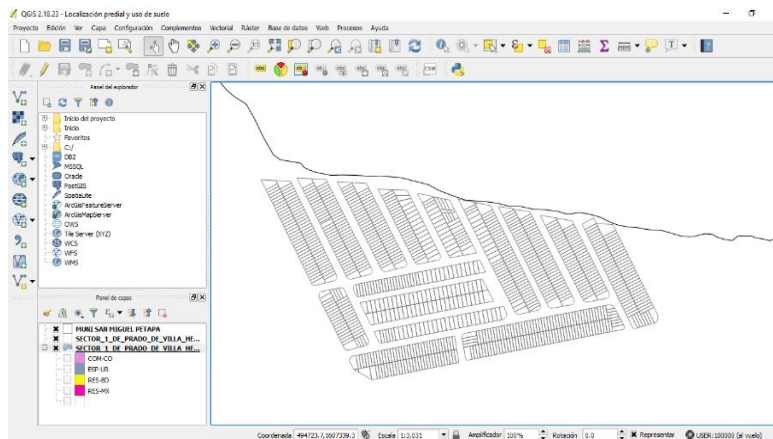 QGIS 2.18.23 - Localización predial y uso de suelo
Proyecto Edición Ver Capa Configuración Complementos Vectorial Ráster Base de datos Web Procesos Ayuda
Panel del explorador
Inicio del proyecto
Inicio
Favoritos
C:/
DB2
MSSQL
Oracle
PostGIS
SpatiaLite
ArcGisFeatureServer
ArcGisMapServer
OWS
Tile Server (XYZ)
WCS
WFS
WMS
Panel de capas
MUNI SAN MIGUEL PETAPA
SECTOR_1_DE_PRADO_DE_VILLA_HE...
SECTOR_1_DE_PRADO_DE_VILLA_HE...
COM-CO
ESP-UR
RES-BD
RES-MX
Coordenada 494723.7,1607339.3 Escala 1:3,031 Amplificador 100% Rotación 0.0 Representar USER:100000 (al vuelo)